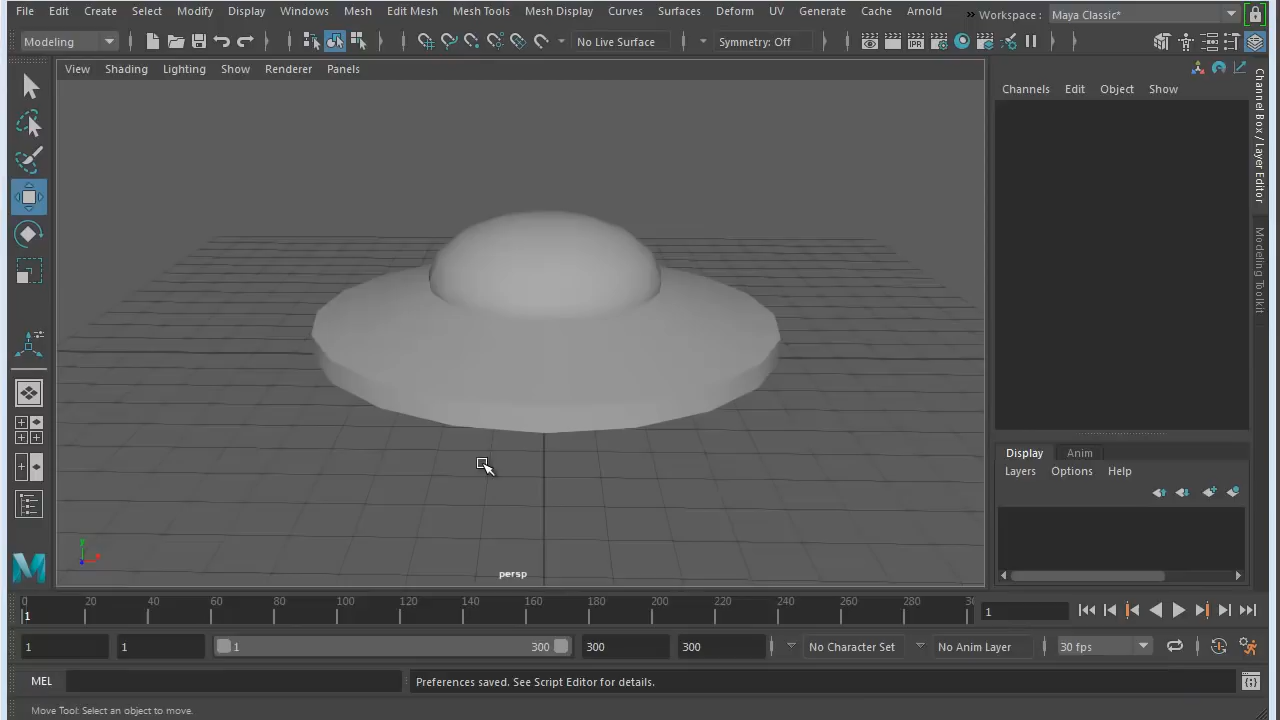 File Edit Create Select Modify Display Windows Mesh Edit Mesh Mesh Tools Mesh Display Curves Surfaces Deform UV Generate Cache Arnold » Workspace : Maya Classic*
Modeling No Live Surface Symmetry: Off IPR
View Shading Lighting Show Renderer Panels
Channels Edit Object Show
Channel Box / Layer Editor
Modeling Toolkit
persp
Display Anim
Layers Options Help
0 20 40 60 80 100 120 140 160 180 200 220 240 260 280 30
1
1
1 1 1 300 300 300 No Character Set No Anim Layer 30 fps
MEL Preferences saved. See Script Editor for details.
Move Tool: Select an object to move.